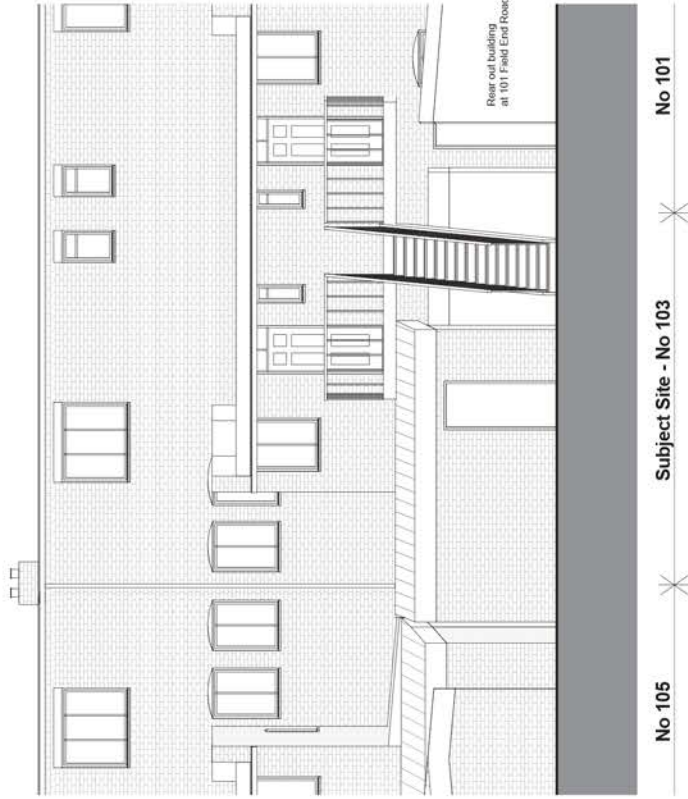 Rear out building
at 101 Field End Road
No 105
Subject Site - No 103
No 101